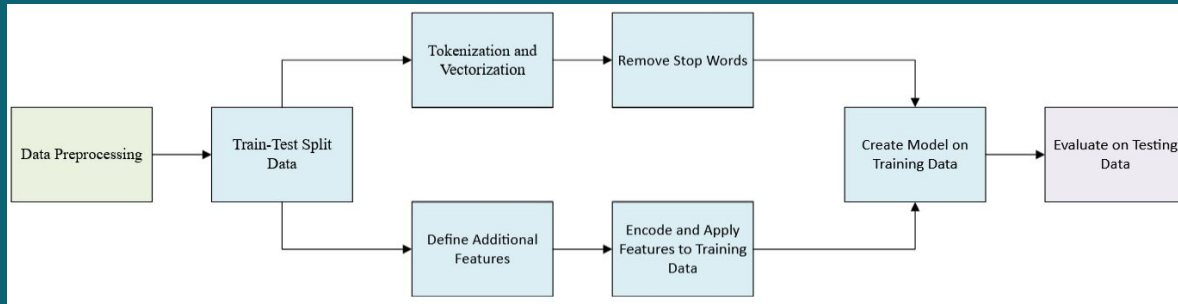 Data Preprocessing
Train-Test Split
Data
Tokenization and
Vectorization
Remove Stop Words
Define Additional
Features
Encode and Apply
Features to Training
Data
Create Model on
Training Data
Evaluate on Testing
Data